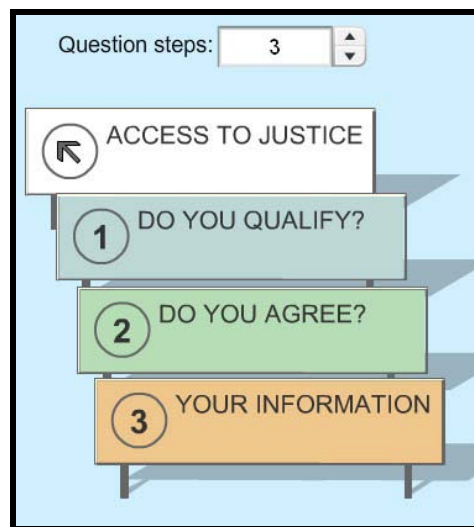 Question steps: 3
ACCESS TO JUSTICE
1 DO YOU QUALIFY?
2 DO YOU AGREE?
3 YOUR INFORMATION